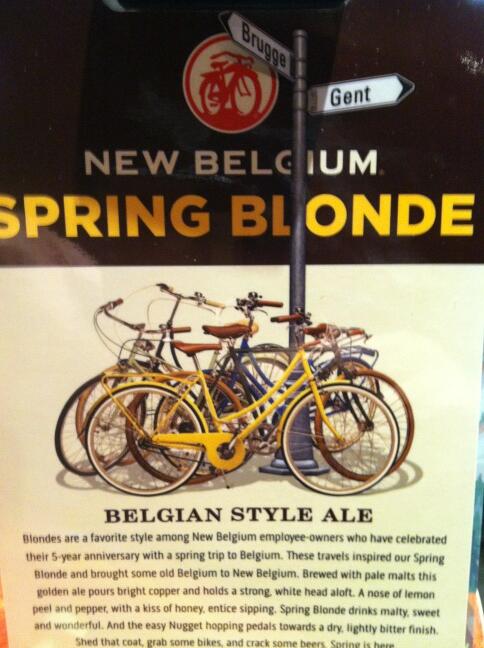 Brugge
Gent
NEW BELGIUM
SPRING BLONDE
BELGIAN STYLE ALE
Blondes are a favorite style among New Belgium employee-owners who have celebrated
their 5-year anniversary with a spring trip to Belgium. These travels inspired our Spring
Blonde and brought some old Belgium to New Belgium. Brewed with pale malts this
golden ale pours bright copper and holds a strong, white head aloft. A nose of lemon
peel and pepper, with a kiss of honey, entice sipping. Spring Blonde drinks malty, sweet
and wonderful. And the easy Nugget hopping pedals towards a dry, lightly bitter finish.
Shed that coat, grab some bikes, and crack some beers. Spring is here.